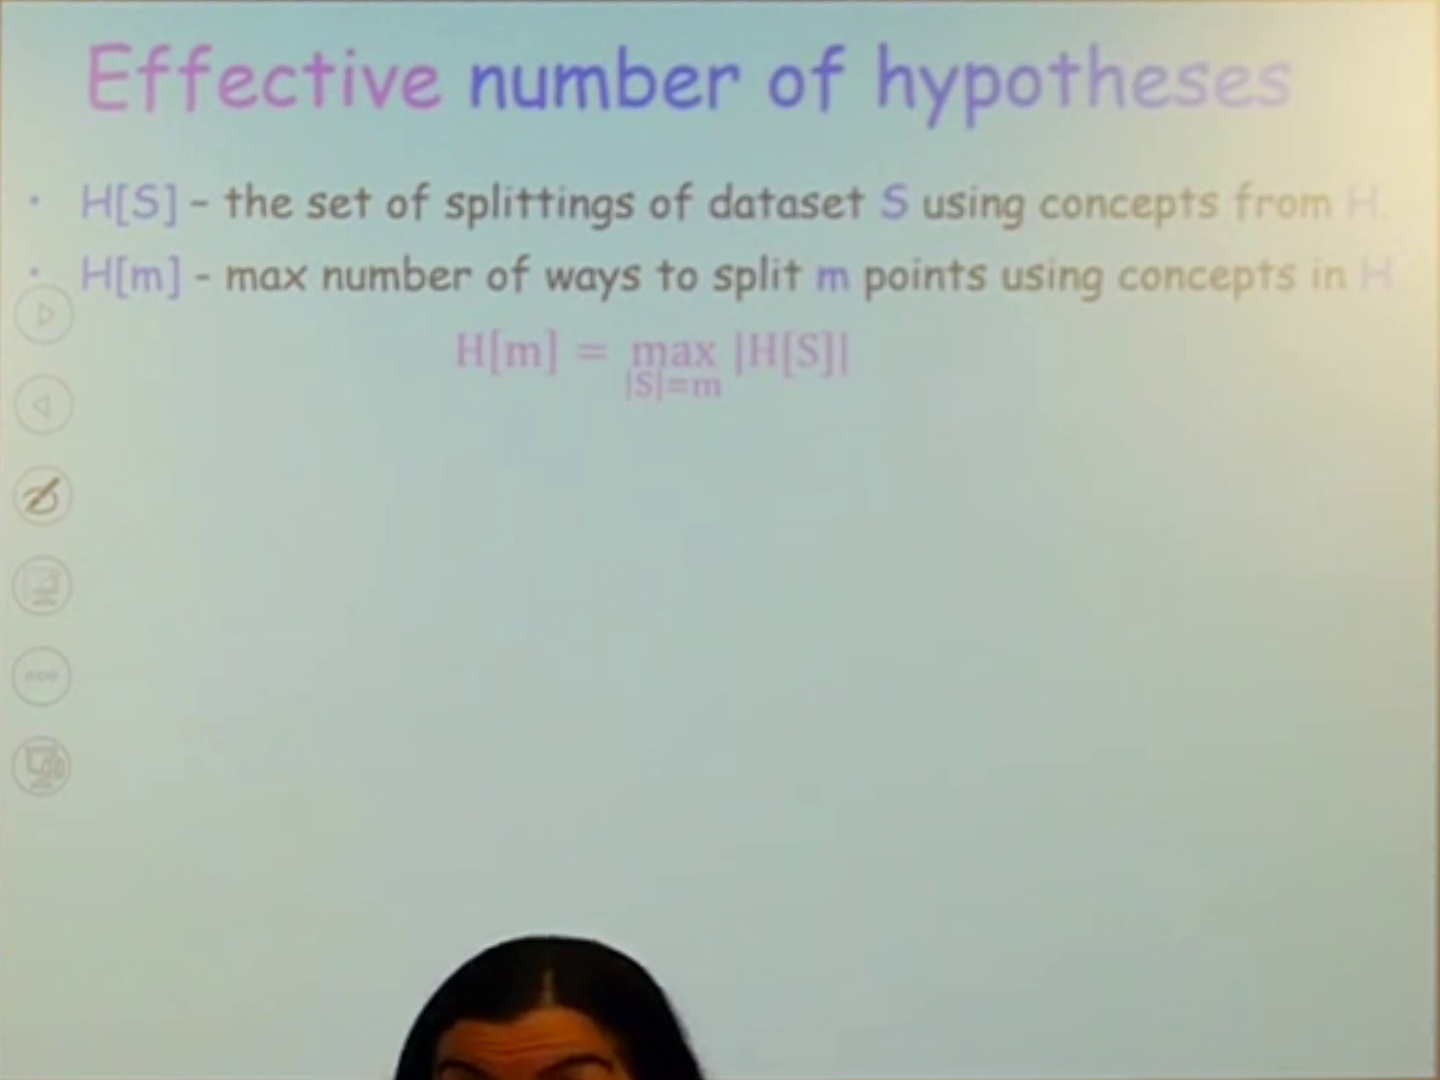 Effective number of hypotheses
• H[S] – the set of splittings of dataset S using concepts from H.
• H[m] - max number of ways to split m points using concepts in H
H[m] = max |H[S]|
|S|=m